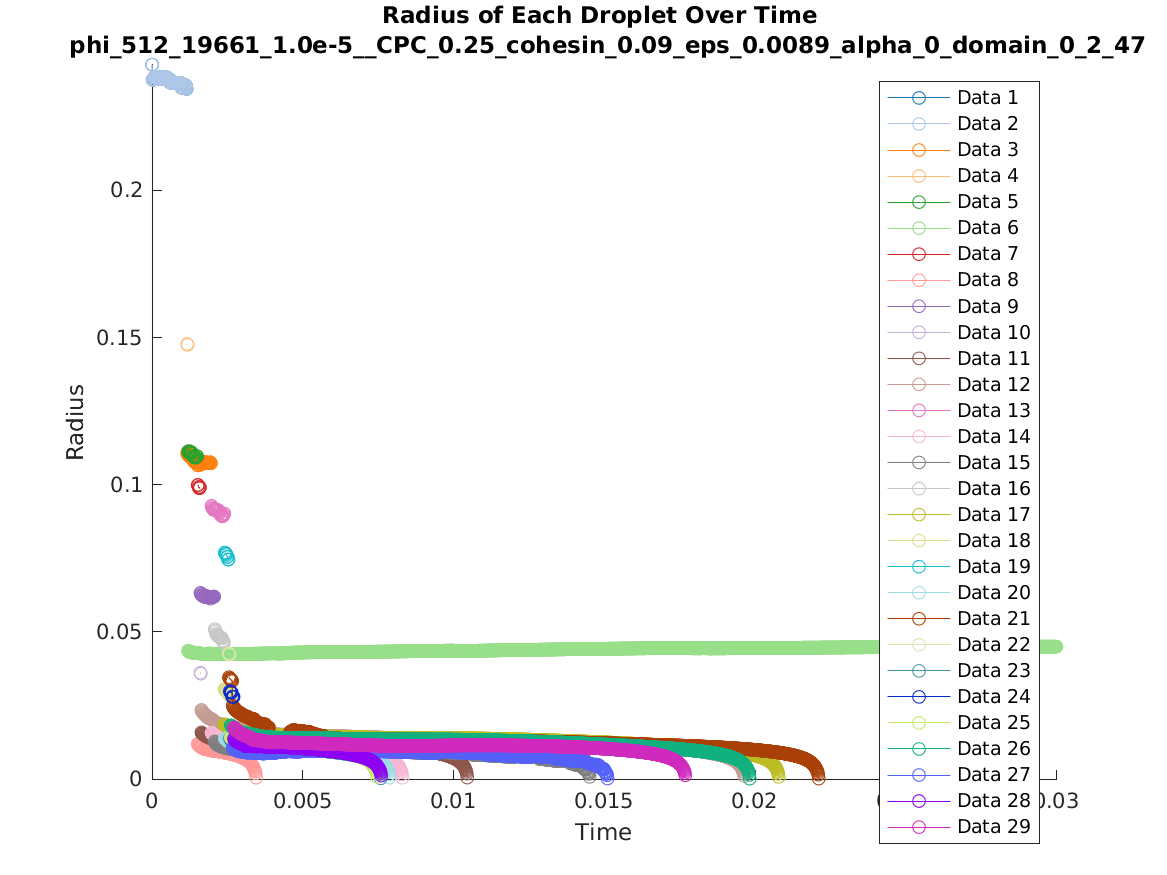 Radius of Each Droplet Over Time
phi_512_19661_1.0e-5__CPC_0.25_cohesin_0.09_eps_0.0089_alpha_0_domain_0_2_47
Radius
0.2
0.15
0.1
0.05
0
0
0.005
0.01
0.015
0.02
0.03
Time
Data 1
Data 2
Data 3
Data 4
Data 5
Data 6
Data 7
Data 8
Data 9
Data 10
Data 11
Data 12
Data 13
Data 14
Data 15
Data 16
Data 17
Data 18
Data 19
Data 20
Data 21
Data 22
Data 23
Data 24
Data 25
Data 26
Data 27
Data 28
Data 29